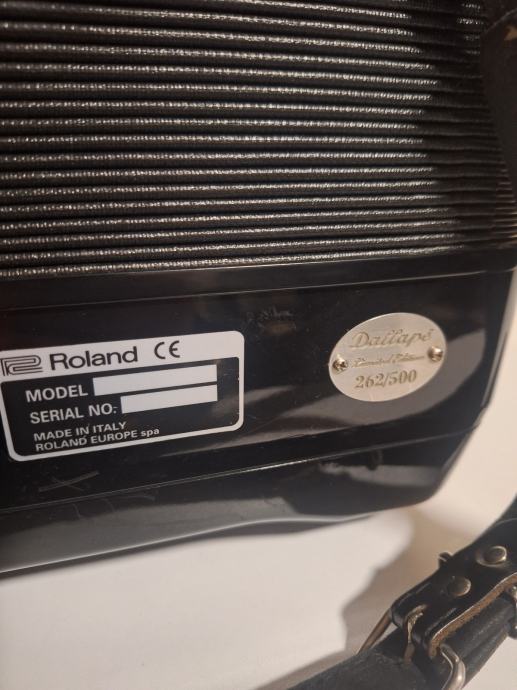 Roland CE
MODEL
SERIAL NO:
MADE IN ITALY
ROLAND EUROPE spa
Dallapè
Limited Edition
262/500